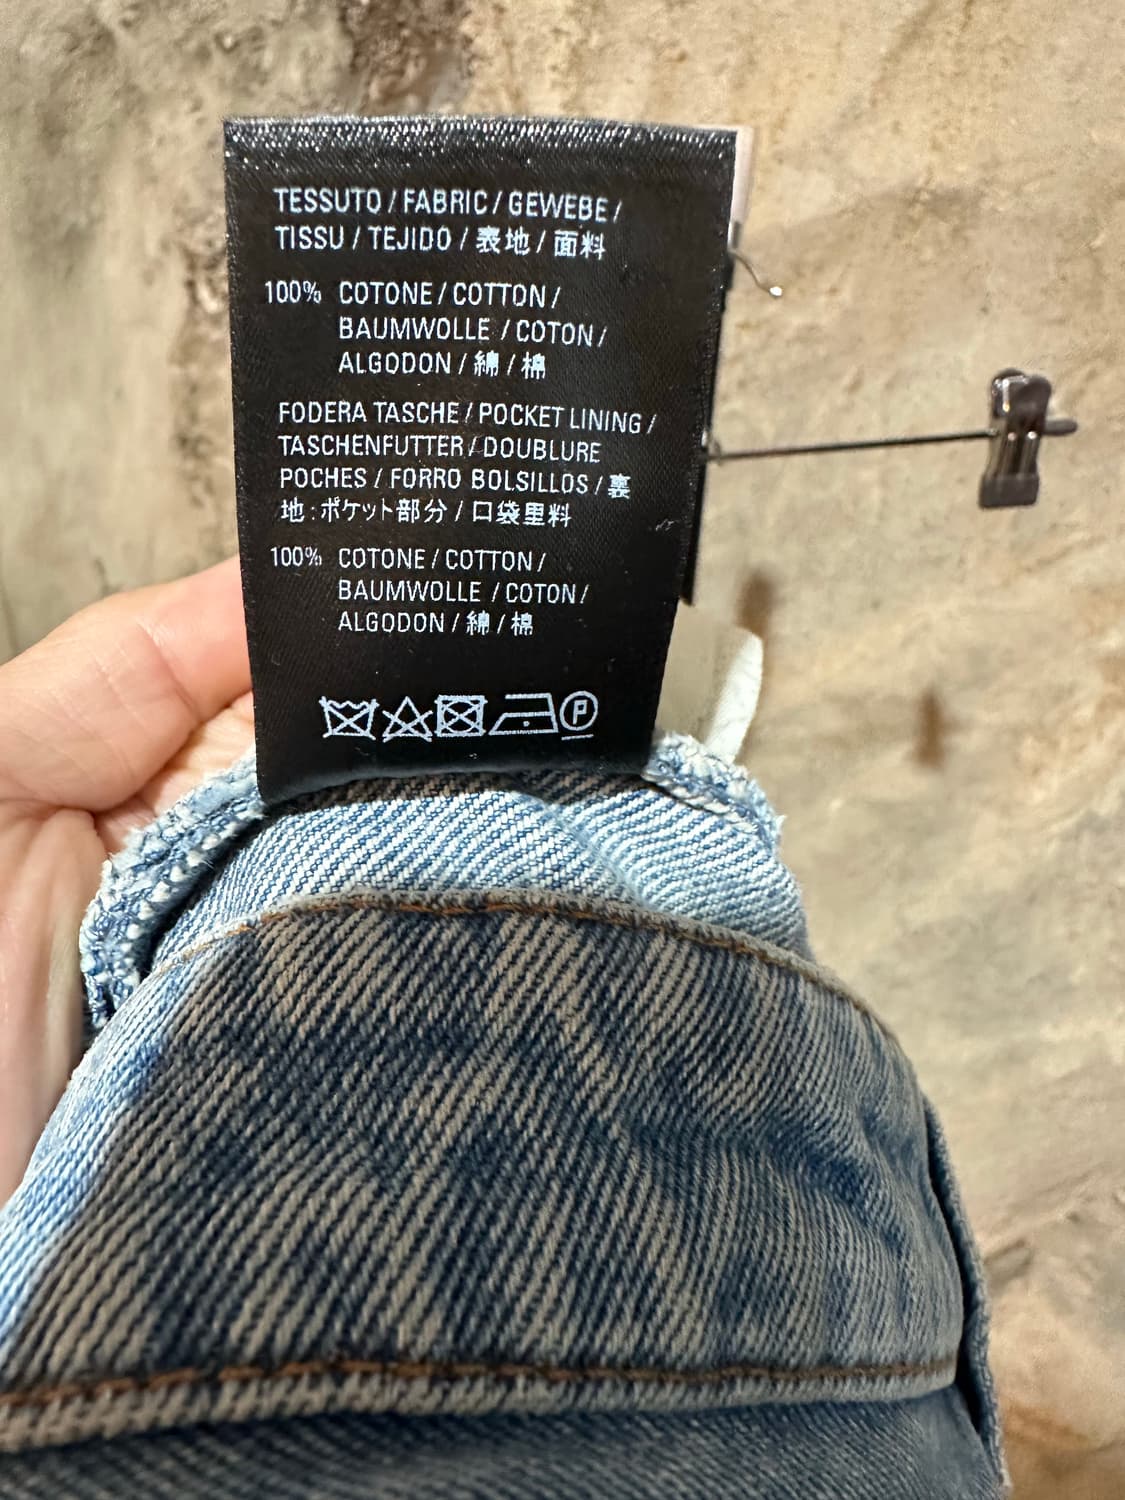 TESSUTO / FABRIC / GEWEBE /
TISSU / TEJIDO / 表地 / 面料
100% COTONE / COTTON /
BAUMWOLLE / COTON /
ALGODON / 綿 / 棉
FODERA TASCHE / POCKET LINING /
TASCHENFUTTER / DOUBLURE
POCHES / FORRO BOLSILLOS / 裏
地 : ポケット部分 / 口袋里料
100% COTONE / COTTON /
BAUMWOLLE / COTON /
ALGODON / 綿 / 棉
P